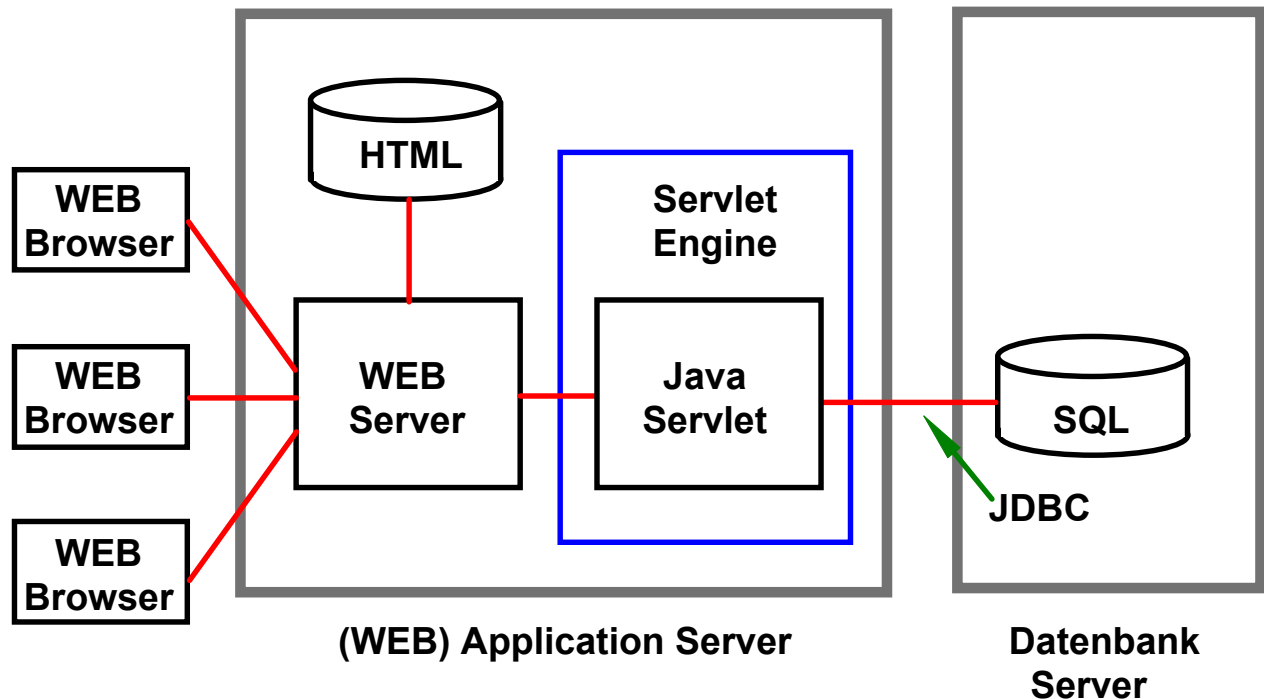 HTML
Servlet
Engine
WEB
Browser
WEB
Browser
WEB
Browser
WEB
Server
Java
Servlet
SQL
JDBC
(WEB) Application Server
Datenbank
Server